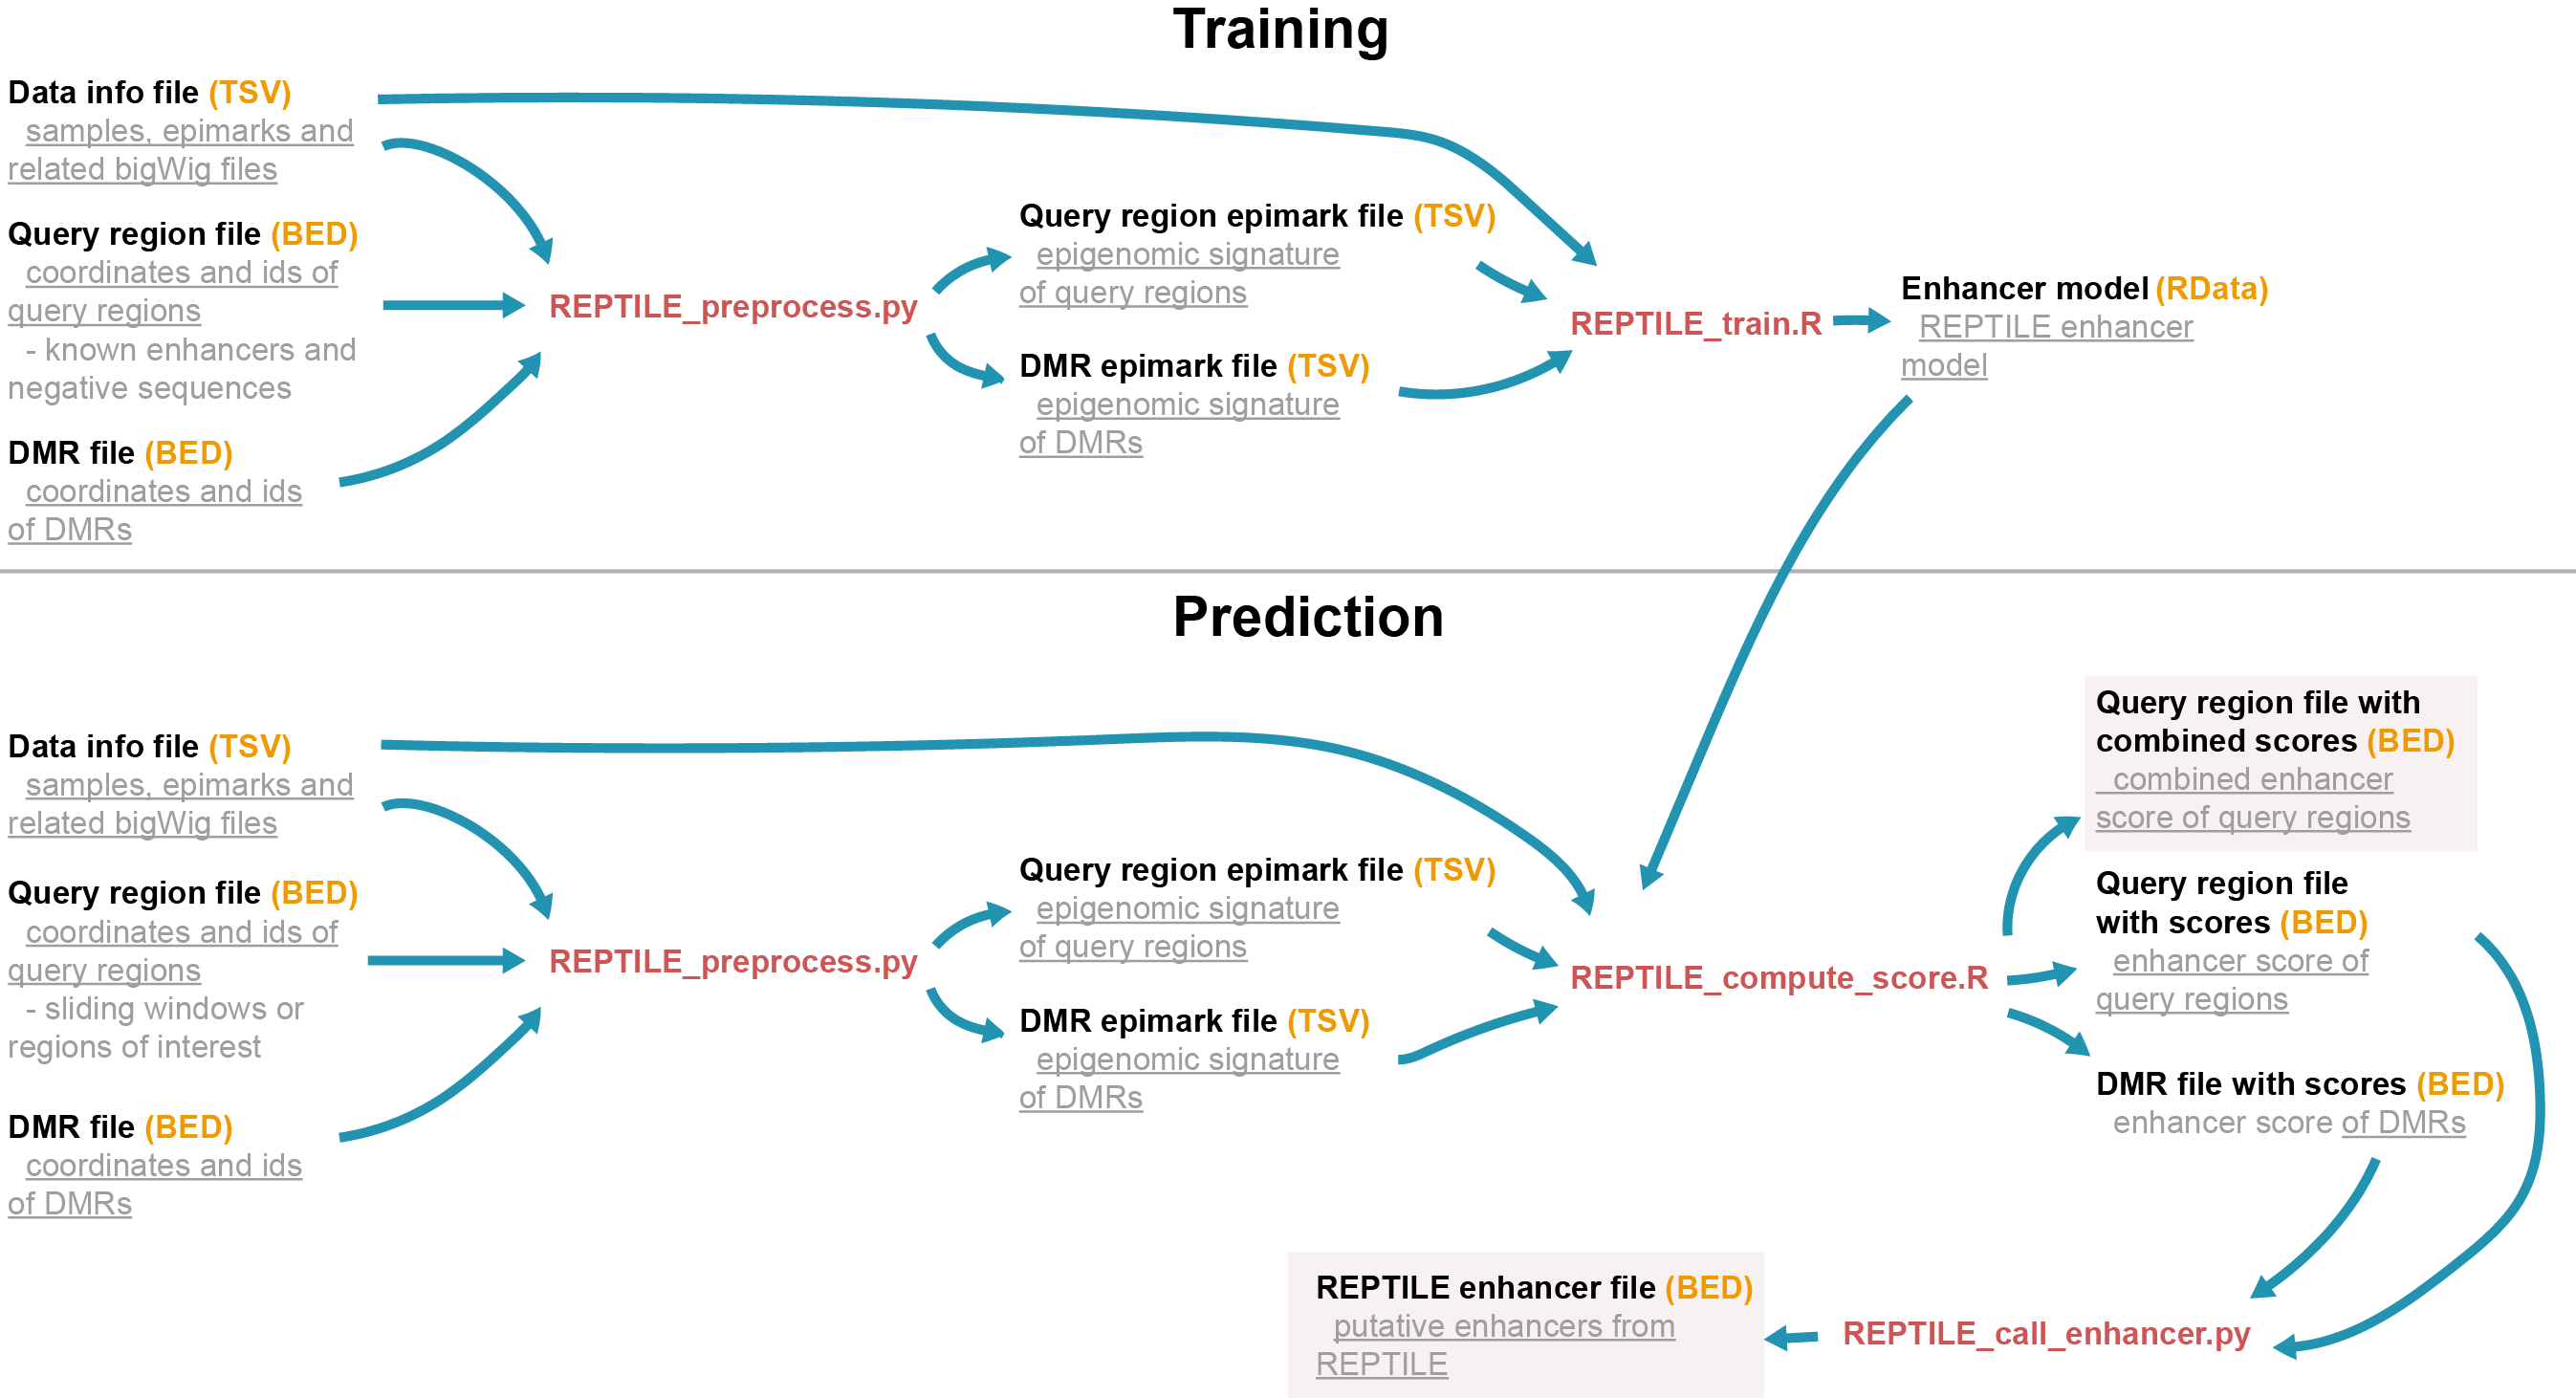 Training
Data info file (TSV)
samples, epimarks and
related bigWig files
Query region file (BED)
coordinates and ids of
query regions
- known enhancers and
negative sequences
DMR file (BED)
coordinates and ids
of DMRs
REPTILE_preprocess.py
Query region epimark file (TSV)
epigenomic signature
of query regions
DMR epimark file (TSV)
epigenomic signature
of DMRs
REPTILE_train.R
Enhancer model (RData)
REPTILE enhancer
model
Prediction
Data info file (TSV)
samples, epimarks and
related bigWig files
Query region file (BED)
coordinates and ids of
query regions
- sliding windows or
regions of interest
DMR file (BED)
coordinates and ids
of DMRs
REPTILE_preprocess.py
Query region epimark file (TSV)
epigenomic signature
of query regions
DMR epimark file (TSV)
epigenomic signature
of DMRs
REPTILE_compute_score.R
Query region file with
combined scores (BED)
combined enhancer
score of query regions
Query region file
with scores (BED)
enhancer score of
query regions
DMR file with scores (BED)
enhancer score of DMRs
REPTILE_call_enhancer.py
REPTILE enhancer file (BED)
putative enhancers from
REPTILE